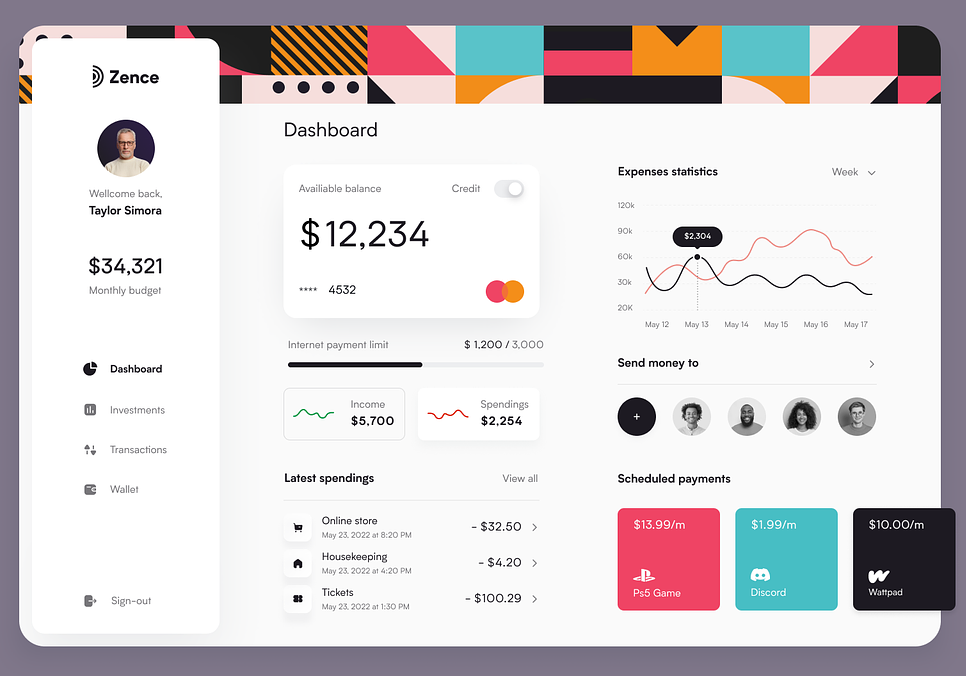 Zence
Wellcome back,
Taylor Simora
$34,321
Monthly budget
Dashboard
Investments
Transactions
Wallet
Sign-out
Dashboard
Availiable balance
Credit
$12,234
**** 4532
Internet payment limit
$ 1,200 / 3,000
Income
$5,700
Spendings
$2,254
Latest spendings
View all
Online store
May 23, 2022 at 8:20 PM
- $32.50
Housekeeping
May 23, 2022 at 4:20 PM
- $4.20
Tickets
May 23, 2022 at 1:30 PM
- $100.29
Expenses statistics
Week
120k
90k
60k
30k
20K
$2,304
May 12 May 13 May 14 May 15 May 16 May 17
Send money to
+
Scheduled payments
$13.99/m
Ps5 Game
$1.99/m
Discord
$10.00/m
Wattpad